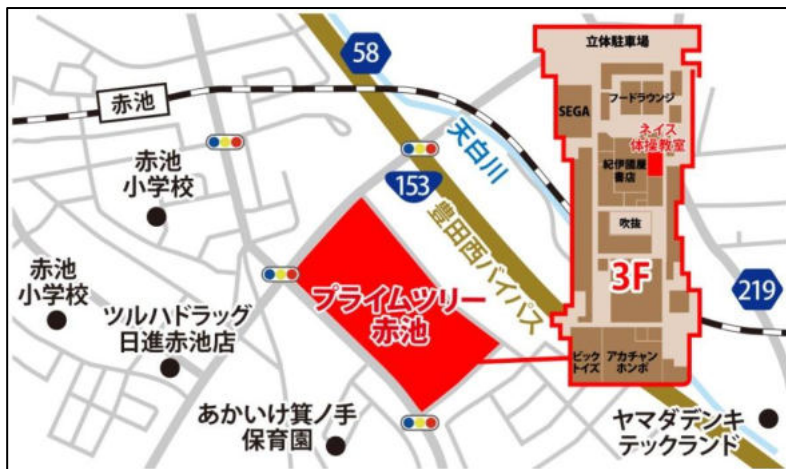 58
立体駐車場
赤池
フードラウンジ
SEGA
ネイス
体操教室
紀伊國屋
書店
天白川
赤池
小学校
153
吹抜
豊田西バイパス
3F
219
赤池
小学校
プライムツリー
赤池
ツルハドラッグ
日進赤池店
ビック
トイズ
アカチャン
ホンポ
あかいけ箕ノ手
保育園
ヤマダデンキ
テックランド